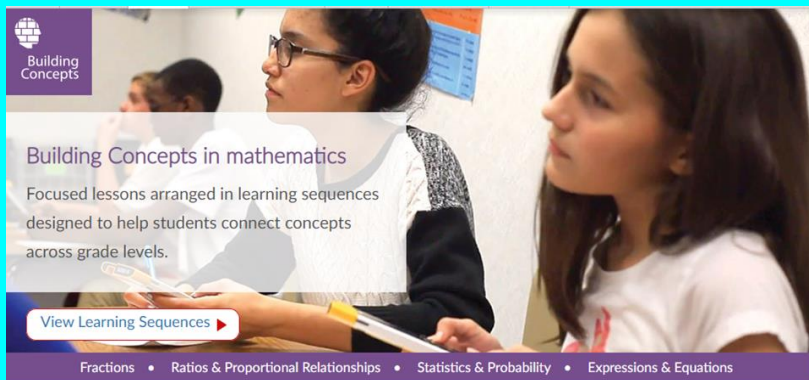 Building
Concepts
Building Concepts in mathematics
Focused lessons arranged in learning sequences
designed to help students connect concepts
across grade levels.
View Learning Sequences
Fractions • Ratios & Proportional Relationships • Statistics & Probability • Expressions & Equations